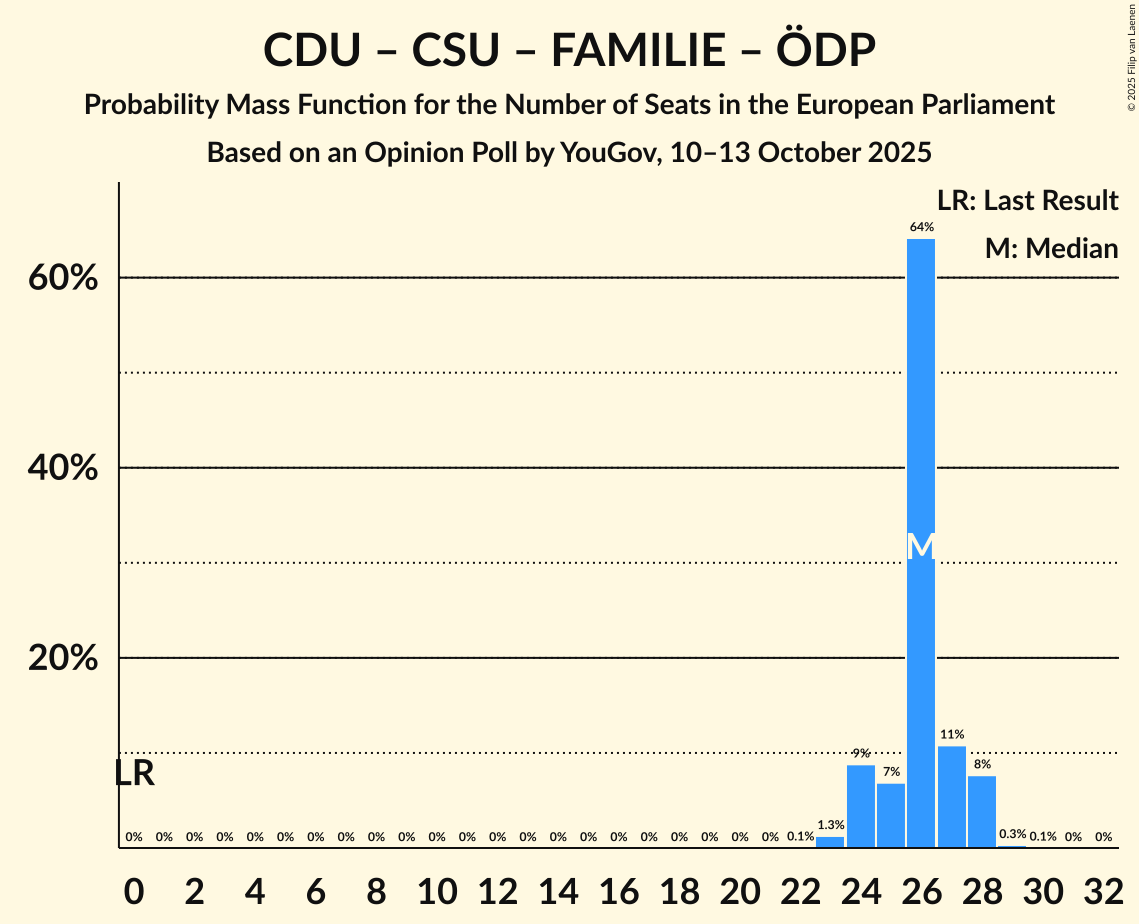 CDU – CSU – FAMILIE – ÖDP
Probability Mass Function for the Number of Seats in the European Parliament
Based on an Opinion Poll by YouGov, 10–13 October 2025
© 2025 Filip van Laenen
LR: Last Result
M: Median
64%
60%
40%
M
20%
11%
9%
8%
7%
LR
1.3%
0% 0% 0% 0% 0% 0% 0% 0% 0% 0% 0% 0% 0% 0% 0% 0% 0% 0% 0% 0% 0% 0% 0.1% 0.3% 0.1% 0% 0%
0 2 4 6 8 10 12 14 16 18 20 22 24 26 28 30 32